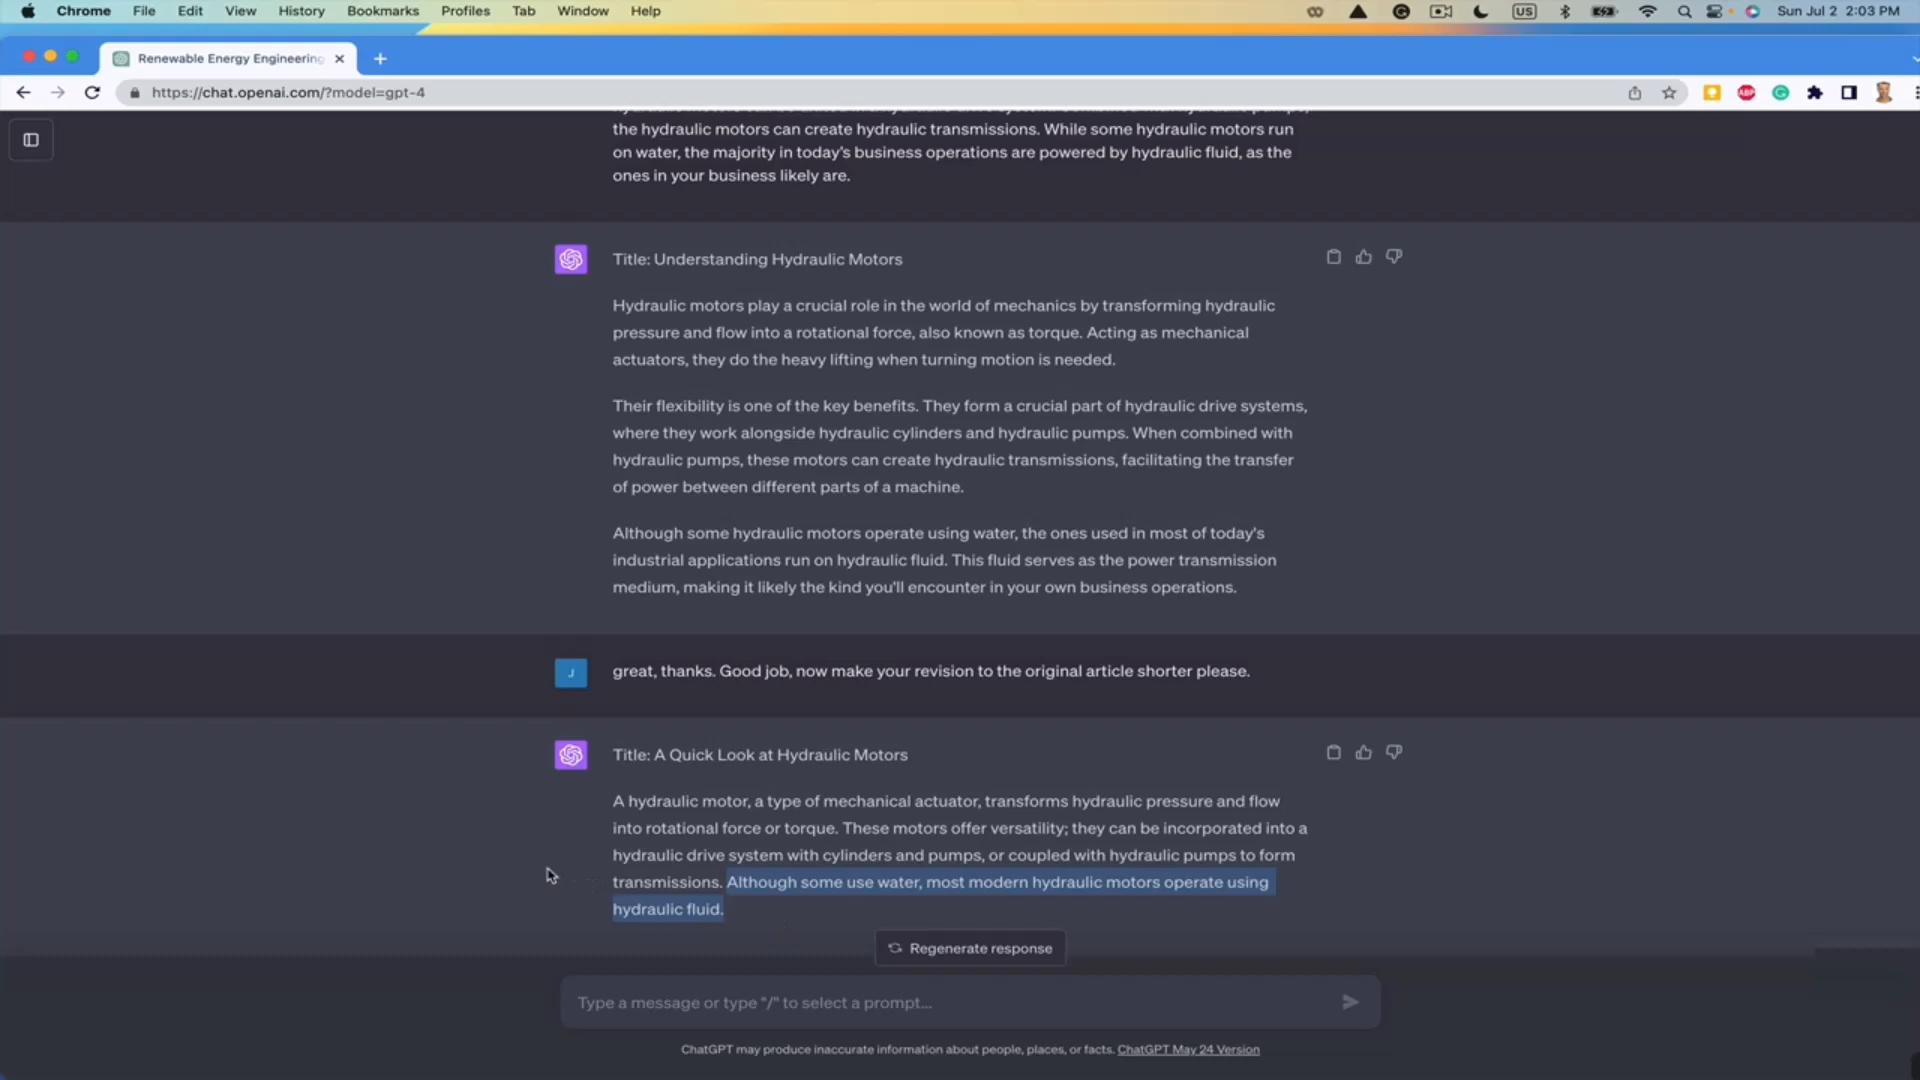 Chrome File Edit View History Bookmarks Profiles Tab Window Help US Sun Jul 2 2:03 PM
Renewable Energy Engineering
https://chat.openai.com/?model=gpt-4 ABP
the hydraulic motors can create hydraulic transmissions. While some hydraulic motors run
on water, the majority in today's business operations are powered by hydraulic fluid, as the
ones in your business likely are.
Title: Understanding Hydraulic Motors
Hydraulic motors play a crucial role in the world of mechanics by transforming hydraulic
pressure and flow into a rotational force, also known as torque. Acting as mechanical
actuators, they do the heavy lifting when turning motion is needed.
Their flexibility is one of the key benefits. They form a crucial part of hydraulic drive systems,
where they work alongside hydraulic cylinders and hydraulic pumps. When combined with
hydraulic pumps, these motors can create hydraulic transmissions, facilitating the transfer
of power between different parts of a machine.
Although some hydraulic motors operate using water, the ones used in most of today's
industrial applications run on hydraulic fluid. This fluid serves as the power transmission
medium, making it likely the kind you'll encounter in your own business operations.
J great, thanks. Good job, now make your revision to the original article shorter please.
Title: A Quick Look at Hydraulic Motors
A hydraulic motor, a type of mechanical actuator, transforms hydraulic pressure and flow
into rotational force or torque. These motors offer versatility; they can be incorporated into a
hydraulic drive system with cylinders and pumps, or coupled with hydraulic pumps to form
transmissions. Although some use water, most modern hydraulic motors operate using
hydraulic fluid.
Regenerate response
Type a message or type "/" to select a prompt...
ChatGPT may produce inaccurate information about people, places, or facts. ChatGPT May 24 Version